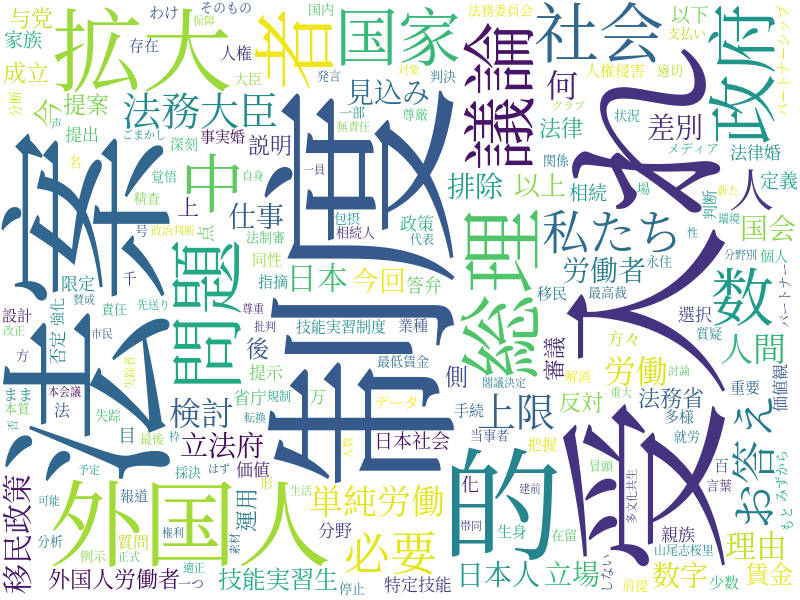 与党
わけ
そのもの
国内
保障
法務委員会
支払い
パートナーシップ
家族
存在
拡大
人権
大臣
者
国家
社会
以下
政府
成立
発言
対象
判決
人権侵害
適切
分断
声
今
提案
法務大臣
尊厳
見込み
議論
何
クラブ
状況
れ
提出
ごまかし
事実婚
一部
無責任
法律
差別
メディア
法律婚
名
深刻
説明
関係
覚悟
自身
一員
排除
以上
相続
人
定義
案
精査
中
度
包摂
政策
場
判断
新た
環境
上
仕事
相続人
代表
私たち
国会
号
政治判断
点
法制審
同性
性
分野別
個人
千
問題
指摘
日本
今回
答弁
総理
労働者
永住
限定
移民
最高裁
数
パートナー
設計
賛成
責任
先送り
尊重
技能実習制度
業種
選択
質疑
改正
強化
否定
市民
批判
制
方々
方
失踪者
後
最低賃金
側
審議
人間
まま
本会議
提示
閣議決定
解消
労働
討論
価値観
本質
法
失踪
省庁
規制
万
データ
上限
反対
法務省
重要
否
検討
転換
手続
重大
多様
最後
枠
目
人数
日本社会
当事者
把握
就労
お答え
予定
立法府
的
受
入
冒頭
百
採決
はず
価値
化
建前
多文化共生
言葉
もと
みずから
移民政策
可能
外国人
報道
形
運用
単純労働
生身
親族
理由
分析
権利
生活
分野
帯同
在留
山尾志桜里
例示
質問
素材
必要
日本人
立場
しない
数字
賃金
正式
適正
外国人労働者
一つ
技能実習生
停止
特定技能
前提
少数